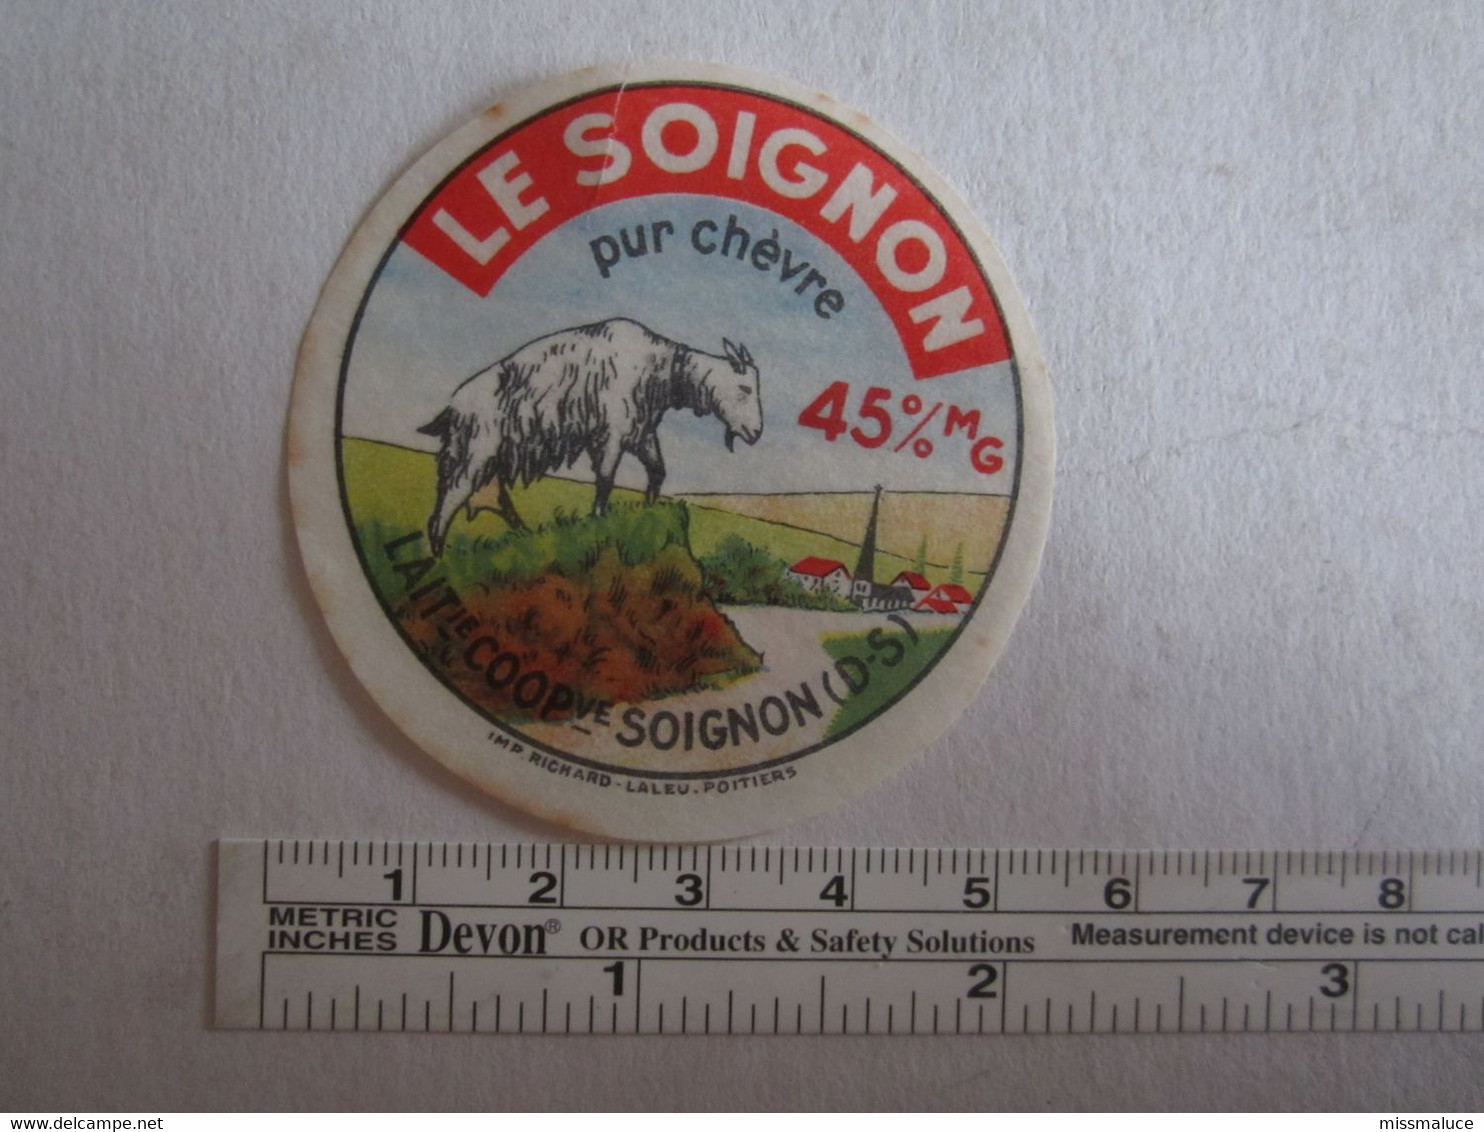 LE SOIGNON
pur chèvre
45% MG
LAITIE COOPVE SOIGNON (D-S)
IMP. RICHARD-LALEU. POITIERS
1 2 3 4 5 6 7 8
METRIC
INCHES
Devon® OR Products & Safety Solutions Measurement device is not cal
1 2 3
www.delcampe.net
missmaluce